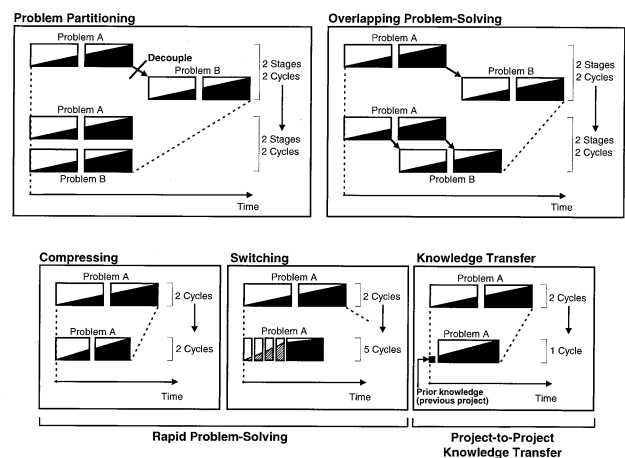 Problem Partitioning
Problem A
Decouple
Problem B
2 Stages
2 Cycles
Problem A
2 Stages
2 Cycles
Problem B
Time
Overlapping Problem-Solving
Problem A
Problem B
2 Stages
2 Cycles
Problem A
2 Stages
2 Cycles
Problem B
Time
Compressing
Problem A
2 Cycles
Problem A
2 Cycles
Time
Switching
Problem A
2 Cycles
Problem A
5 Cycles
Time
Knowledge Transfer
Problem A
2 Cycles
Problem A
1 Cycle
Prior knowledge
(previous project)
Time
Rapid Problem-Solving
Project-to-Project
Knowledge Transfer